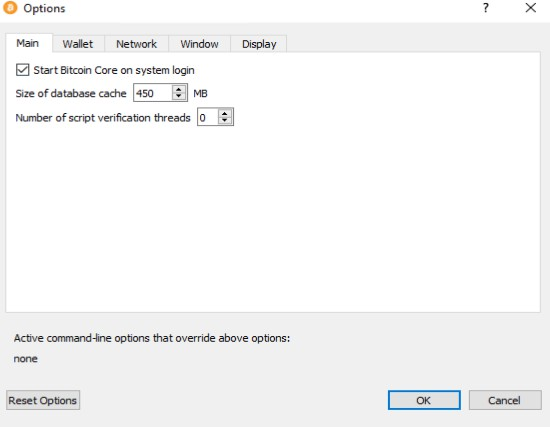 Options
?
Main Wallet Network Window Display
Start Bitcoin Core on system login
Size of database cache 450 MB
Number of script verification threads 0
Active command-line options that override above options:
none
Reset Options OK Cancel